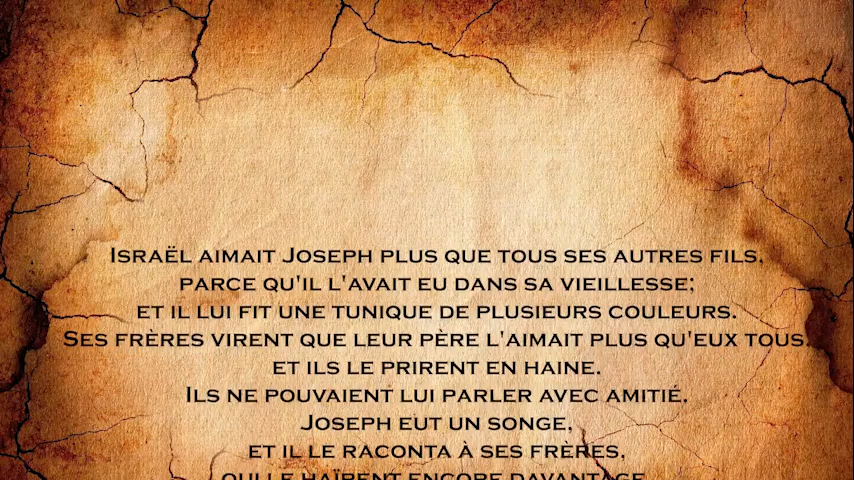 Israël aimait Joseph plus que tous ses autres fils,
parce qu'il l'avait eu dans sa vieillesse;
et il lui fit une tunique de plusieurs couleurs.
Ses frères virent que leur père l'aimait plus qu'eux tous,
et ils le prirent en haine.
Ils ne pouvaient lui parler avec amitié.
Joseph eut un songe,
et il le raconta à ses frères,
qui le haïrent encore davantage.